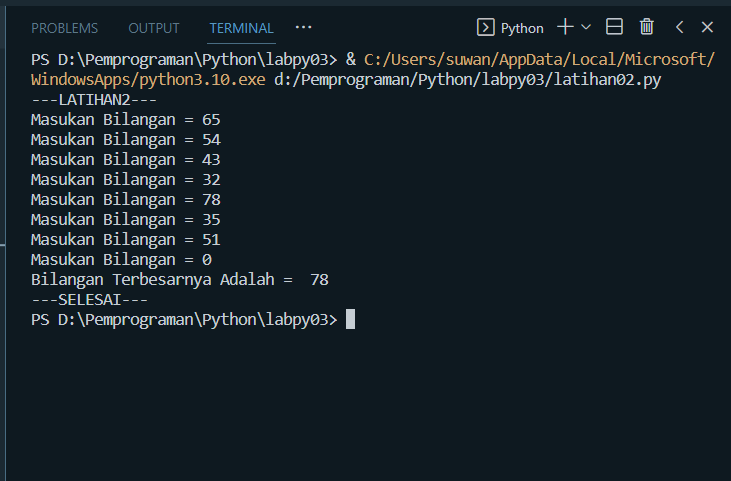 PROBLEMS OUTPUT TERMINAL ··· Python
PS D:\Pemprograman\Python\labpy03> & C:/Users/suwan/AppData/Local/Microsoft/
WindowsApps/python3.10.exe d:/Pemprograman/Python/labpy03/latihan02.py
---LATIHAN2---
Masukan Bilangan = 65
Masukan Bilangan = 54
Masukan Bilangan = 43
Masukan Bilangan = 32
Masukan Bilangan = 78
Masukan Bilangan = 35
Masukan Bilangan = 51
Masukan Bilangan = 0
Bilangan Terbesarnya Adalah =  78
---SELESAI---
PS D:\Pemprograman\Python\labpy03>